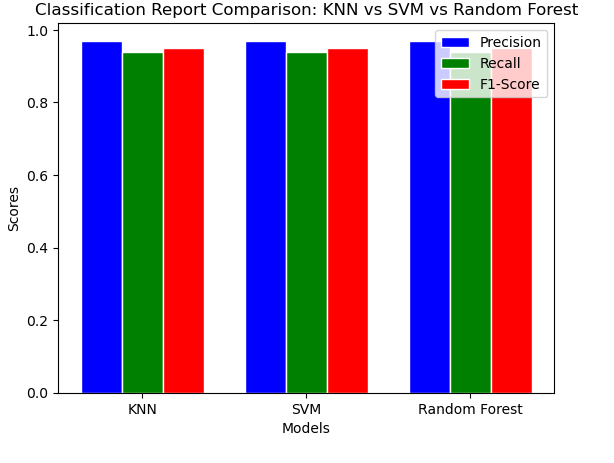 Classification Report Comparison: KNN vs SVM vs Random Forest
1.0
0.8
0.6
0.4
0.2
0.0
Scores
Precision
Recall
F1-Score
KNN
SVM
Random Forest
Models